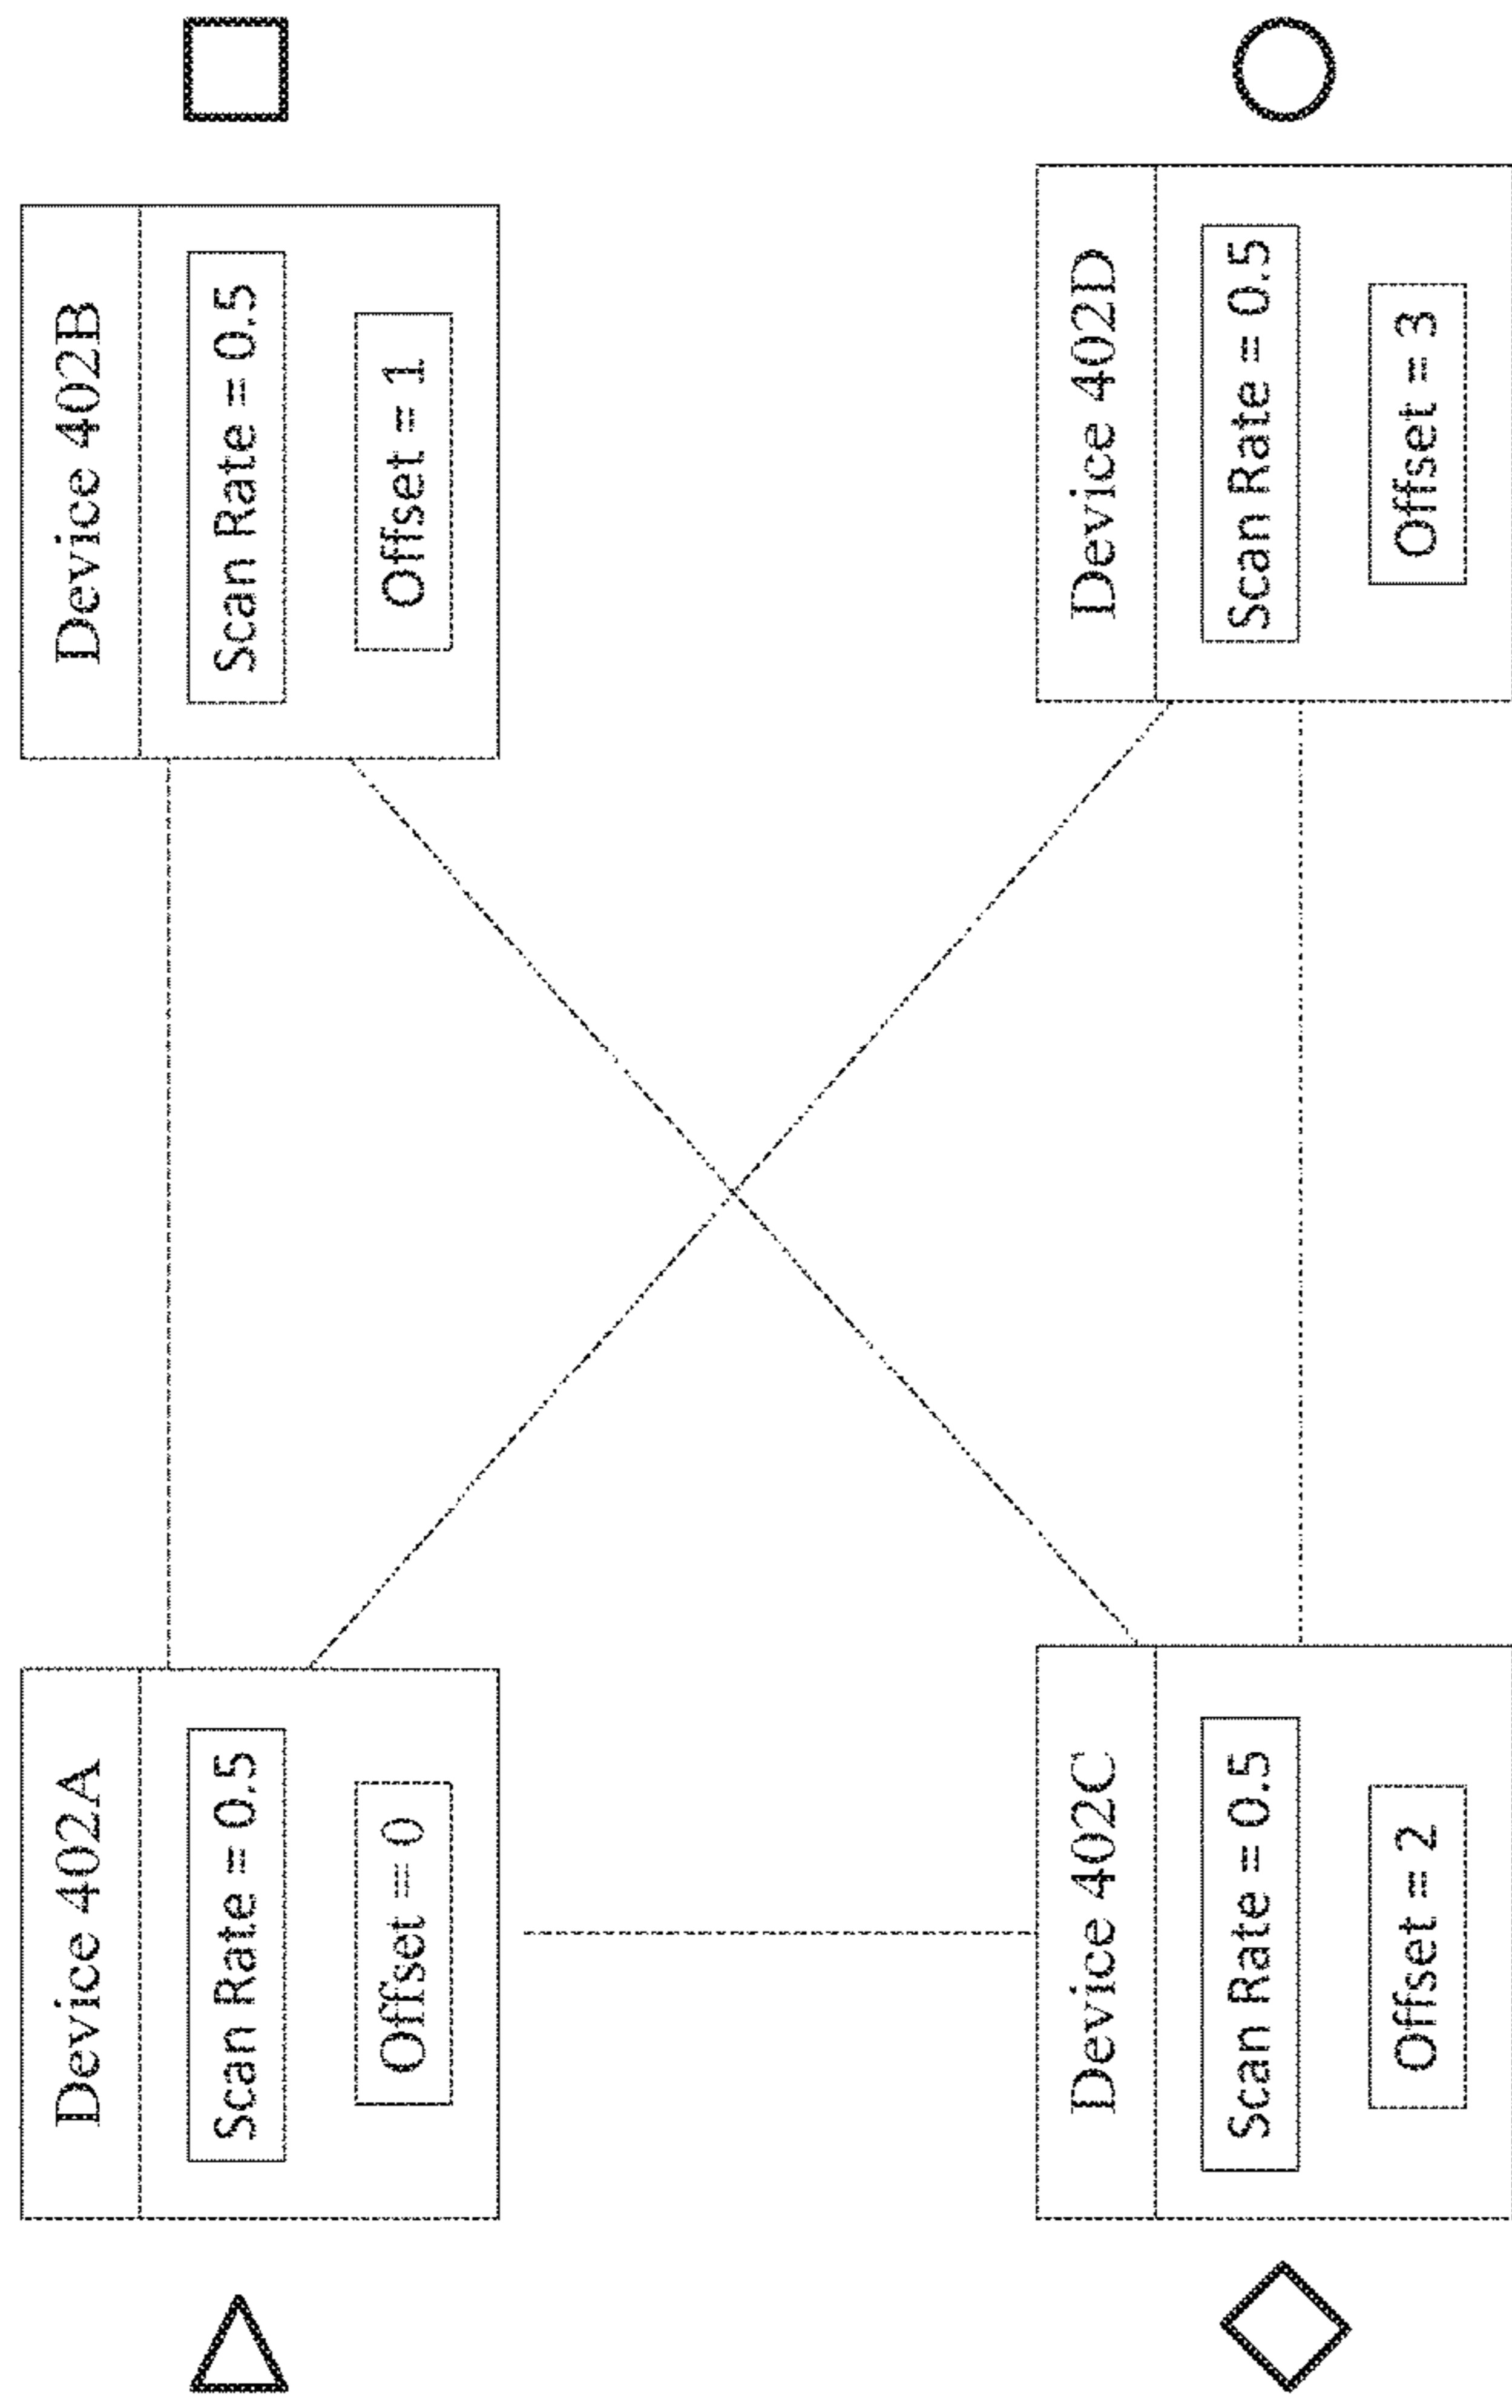 Device 402A
Scan Rate = 0.5
Offset = 0
Device 402B
Scan Rate = 0.5
Offset = 1
Device 402C
Scan Rate = 0.5
Offset = 2
Device 402D
Scan Rate = 0.5
Offset = 3